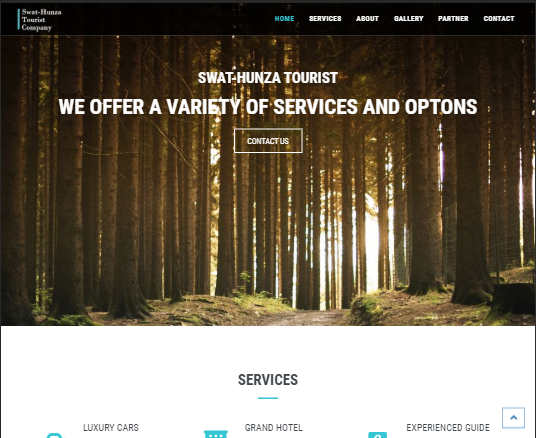 Swat-Hunza
Tourist
Company
HOME SERVICES ABOUT GALLERY PARTNER CONTACT
SWAT-HUNZA TOURIST
WE OFFER A VARIETY OF SERVICES AND OPTONS
CONTACT US
SERVICES
LUXURY CARS GRAND HOTEL EXPERIENCED GUIDE